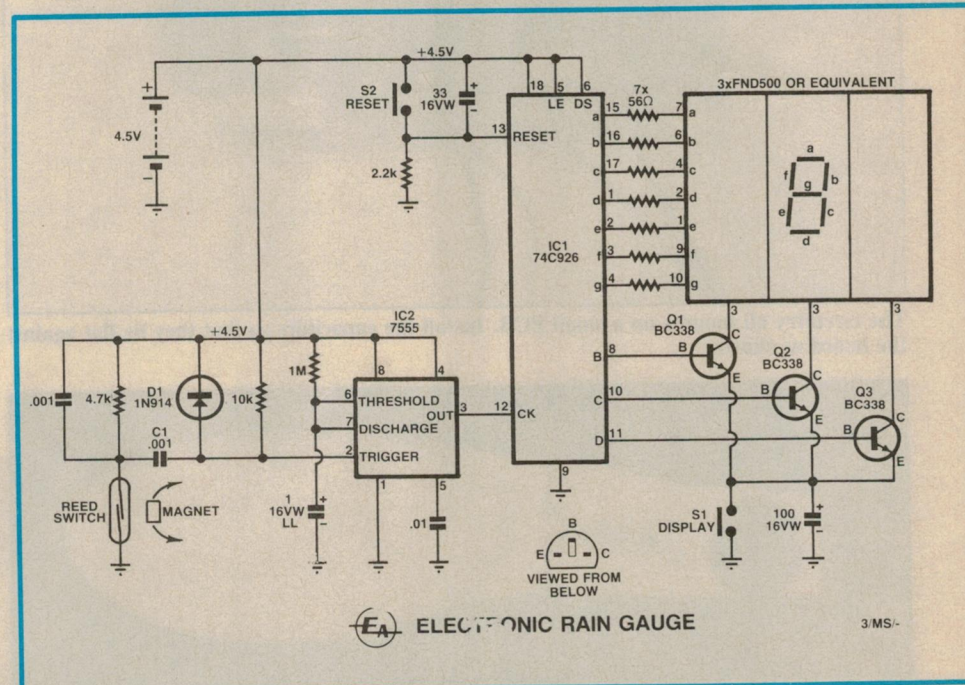 +4.5V
+
4.5V
-
S2
RESET
33
16VW
+
-
2.2k
13
RESET
18
5
6
LE
DS
7x
56Ω
3xFND500 OR EQUIVALENT
a
15
7
a
b
16
6
b
c
17
4
c
d
1
2
d
e
2
1
e
f
3
9
f
g
4
10
g
a
f
b
g
e
c
d
IC1
74C926
3
3
3
Q1
BC338
B
8
B
C
E
Q2
BC338
C
10
B
C
E
Q3
BC338
D
11
B
C
E
+4.5V
.001
4.7k
D1
1N914
10k
1M
IC2
7555
8
4
6
THRESHOLD
7
DISCHARGE
2
TRIGGER
OUT
3
12
CK
1
5
9
C1
.001
REED
SWITCH
MAGNET
1
16VW
LL
+
-
.01
B
E
C
VIEWED FROM
BELOW
S1
DISPLAY
100
16VW
+
-
EA
ELECTRONIC RAIN GAUGE
3/MS/-